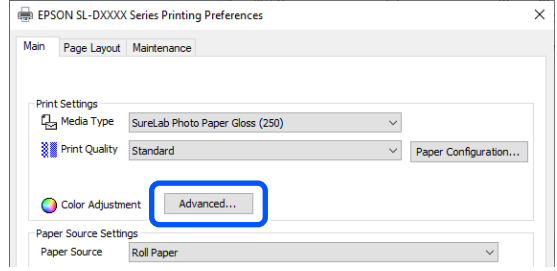 EPSON SL-DXXXX Series Printing Preferences
Main Page Layout Maintenance
Print Settings
Media Type SureLab Photo Paper Gloss (250)
Print Quality Standard Paper Configuration...
Color Adjustment Advanced...
Paper Source Settings
Paper Source Roll Paper